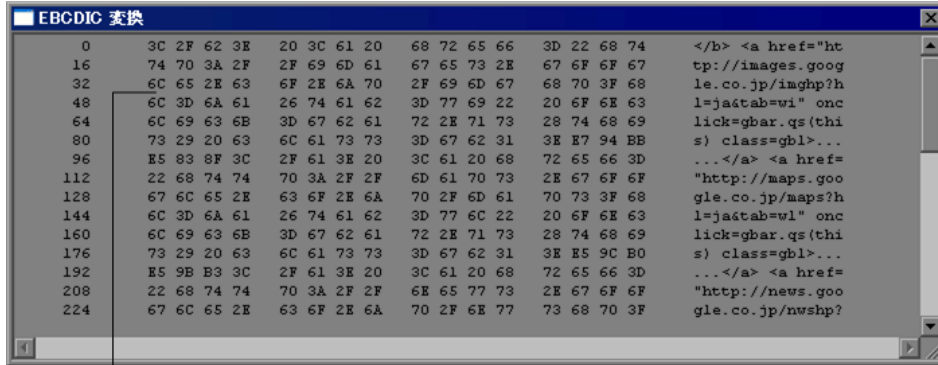 EBCDIC 変換
0 3C 2F 62 3E 20 3C 61 20 68 72 65 66 3D 22 68 74 </b> <a href="ht
16 74 70 3A 2F 2F 69 6D 61 67 65 73 2E 67 6F 6F 67 tp://images.goog
32 6C 65 2E 63 6F 2E 6A 70 2F 69 6D 67 68 70 3F 68 le.co.jp/imghp?h
48 6C 3D 6A 61 26 74 61 62 3D 77 69 22 20 6F 6E 63 l=ja&tab=wi" onc
64 6C 69 63 6B 3D 67 62 61 72 2E 71 73 28 74 68 69 lick=gbar.qs(thi
80 73 29 20 63 6C 61 73 73 3D 67 62 31 3E E7 94 BB s) class=gb1>...
96 E5 83 8F 3C 2F 61 3E 20 3C 61 20 68 72 65 66 3D ...</a> <a href=
112 22 68 74 74 70 3A 2F 2F 6D 61 70 73 2E 67 6F 6F "http://maps.goo
128 67 6C 65 2E 63 6F 2E 6A 70 2F 6D 61 70 73 3F 68 gle.co.jp/maps?h
144 6C 3D 6A 61 26 74 61 62 3D 77 6C 22 20 6F 6E 63 l=ja&tab=wl" onc
160 6C 69 63 6B 3D 67 62 61 72 2E 71 73 28 74 68 69 lick=gbar.qs(thi
176 73 29 20 63 6C 61 73 73 3D 67 62 31 3E E5 9C B0 s) class=gb1>...
192 E5 9B B3 3C 2F 61 3E 20 3C 61 20 68 72 65 66 3D ...</a> <a href=
208 22 68 74 74 70 3A 2F 2F 6E 65 77 73 2E 67 6F 6F "http://news.goo
224 67 6C 65 2E 63 6F 2E 6A 70 2F 6E 77 73 68 70 3F gle.co.jp/nwshp?